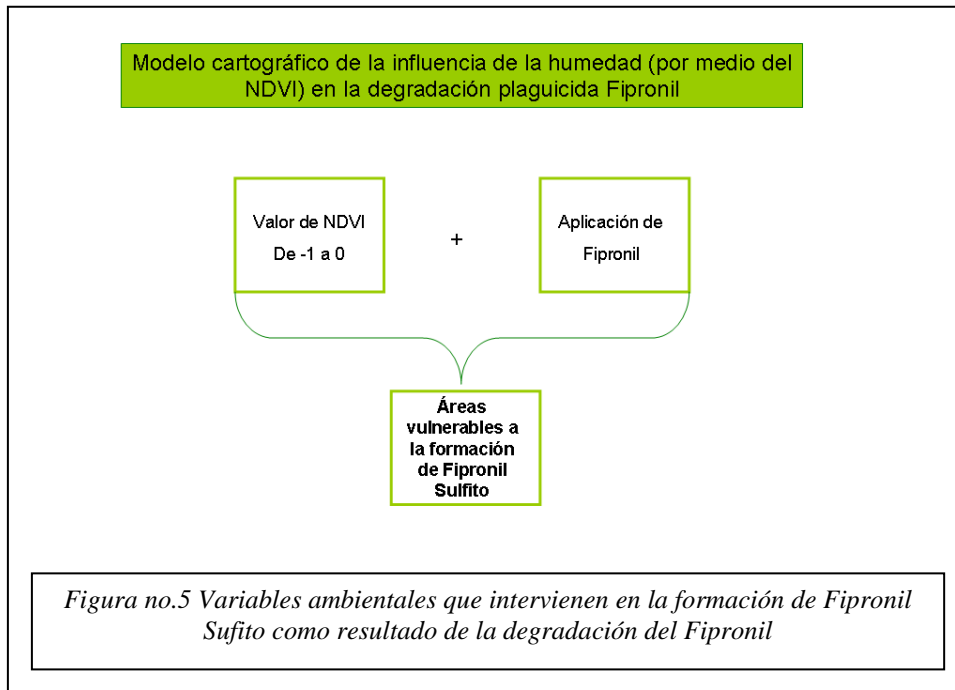 Modelo cartográfico de la influencia de la humedad (por medio del
NDVI) en la degradación plaguicida Fipronil
Valor de NDVI
De -1 a 0
+
Aplicación de
Fipronil
Áreas
vulnerables a
la formación
de Fipronil
Sulfito
Figura no.5 Variables ambientales que intervienen en la formación de Fipronil
Sufito como resultado de la degradación del Fipronil